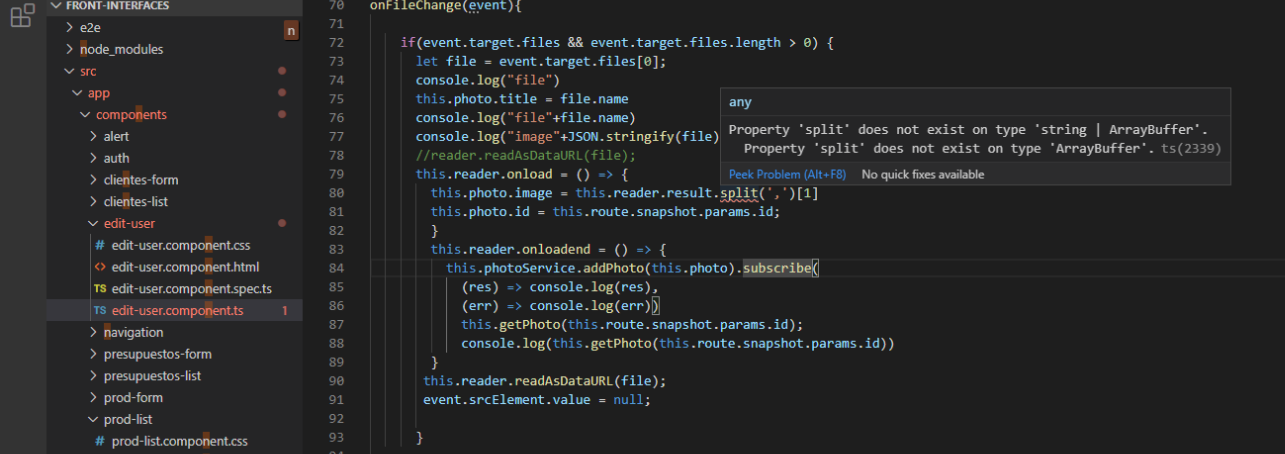 FRONT-INTERFACES
e2e
n
node_modules
src
app
components
alert
auth
clientes-form
clientes-list
edit-user
# edit-user.component.css
<> edit-user.component.html
TS edit-user.component.spec.ts
TS edit-user.component.ts 1
navigation
presupuestos-form
presupuestos-list
prod-form
prod-list
# prod-list.component.css
70 onFileChange(event){
71
72 if(event.target.files && event.target.files.length > 0) {
73 let file = event.target.files[0];
74 console.log("file")
75 this.photo.title = file.name
76 console.log("file"+file.name)
77 console.log("image"+JSON.stringify(file)
78 //reader.readAsDataURL(file);
79 this.reader.onload = () => {
80 this.photo.image = this.reader.result.split(',')[1]
81 this.photo.id = this.route.snapshot.params.id;
82 }
83 this.reader.onloadend = () => {
84 this.photoService.addPhoto(this.photo).subscribe(
85 (res) => console.log(res),
86 (err) => console.log(err))
87 this.getPhoto(this.route.snapshot.params.id);
88 console.log(this.getPhoto(this.route.snapshot.params.id))
89 }
90 this.reader.readAsDataURL(file);
91 event.srcElement.value = null;
92
93 }
any
Property 'split' does not exist on type 'string | ArrayBuffer'.
Property 'split' does not exist on type 'ArrayBuffer'. ts(2339)
Peek Problem (Alt+F8) No quick fixes available